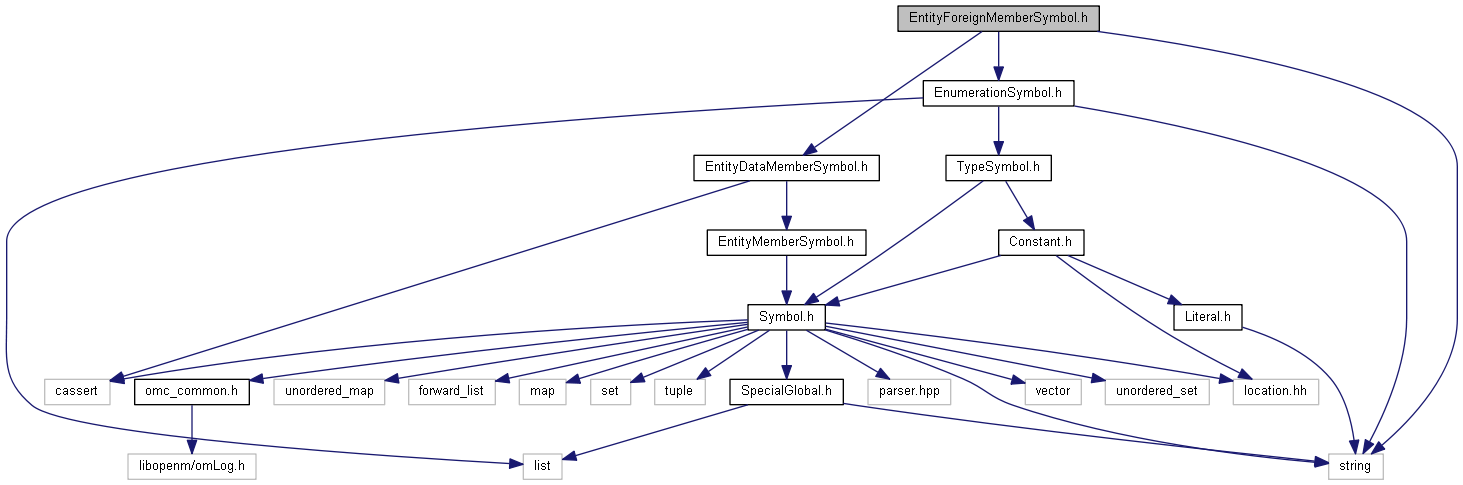 EntityForeignMemberSymbol.h
EnumerationSymbol.h
EntityDataMemberSymbol.h
TypeSymbol.h
EntityMemberSymbol.h
Constant.h
Symbol.h
Literal.h
cassert
omc_common.h
unordered_map
forward_list
map
set
tuple
SpecialGlobal.h
parser.hpp
vector
unordered_set
location.hh
libopenm/omLog.h
list
string